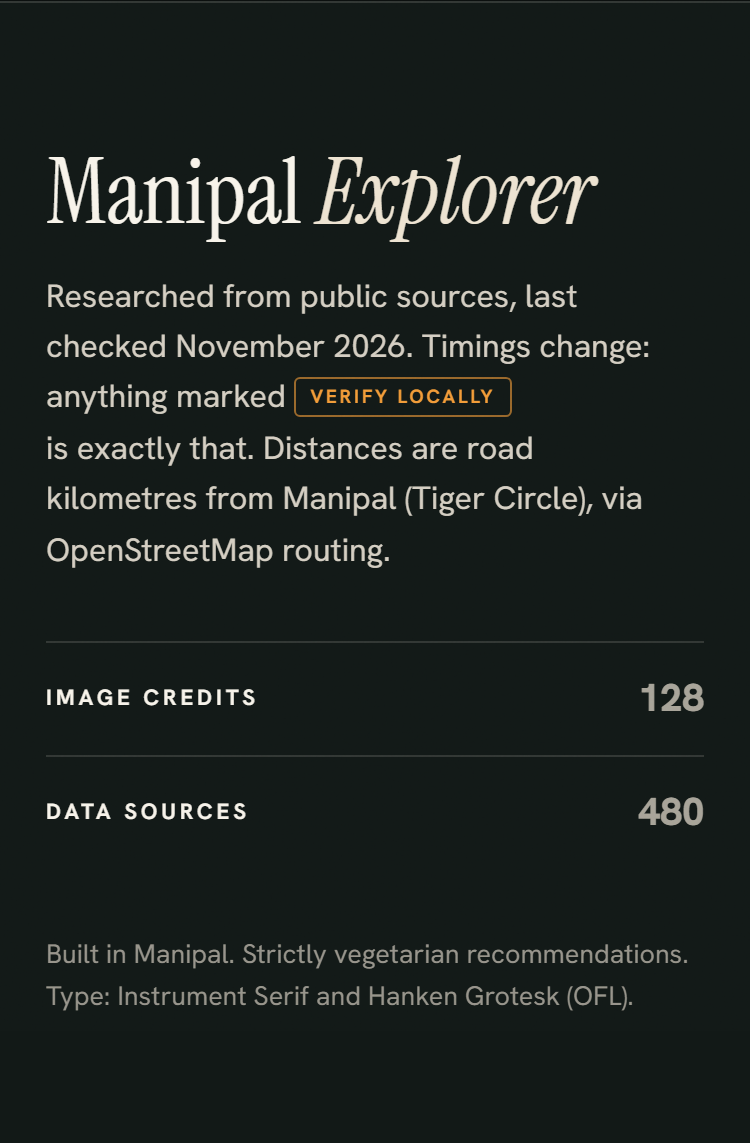 Manipal Explorer
Researched from public sources, last
checked November 2026. Timings change:
anything marked VERIFY LOCALLY
is exactly that. Distances are road
kilometres from Manipal (Tiger Circle), via
OpenStreetMap routing.
IMAGE CREDITS 128
DATA SOURCES 480
Built in Manipal. Strictly vegetarian recommendations.
Type: Instrument Serif and Hanken Grotesk (OFL).